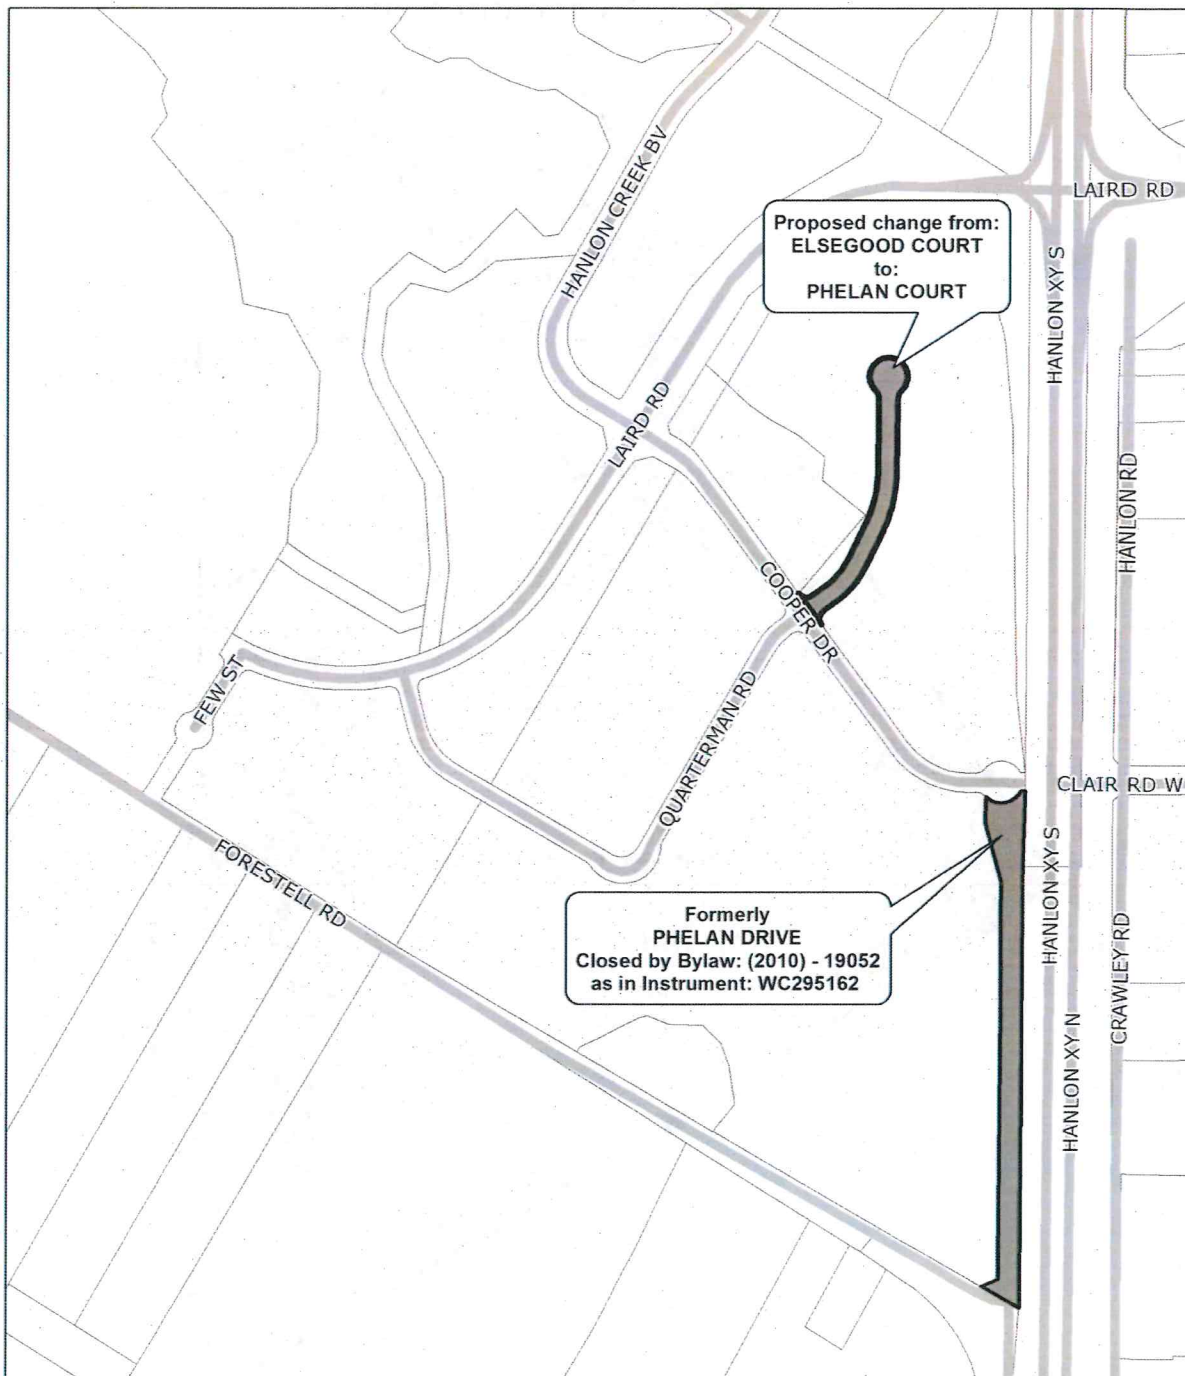 HANLON CREEK BV
LAIRD RD
Proposed change from:
ELSEGOOD COURT
to:
PHELAN COURT
HANLON XY S
LAIRD RD
HANLON RD
COOPER DR
FEW ST
QUARTERMAN RD
CLAIR RD W
FORESTELL RD
HANLON XY S
Formerly
PHELAN DRIVE
Closed by Bylaw: (2010) - 19052
as in Instrument: WC295162
CRAWLEY RD
HANLON XY N